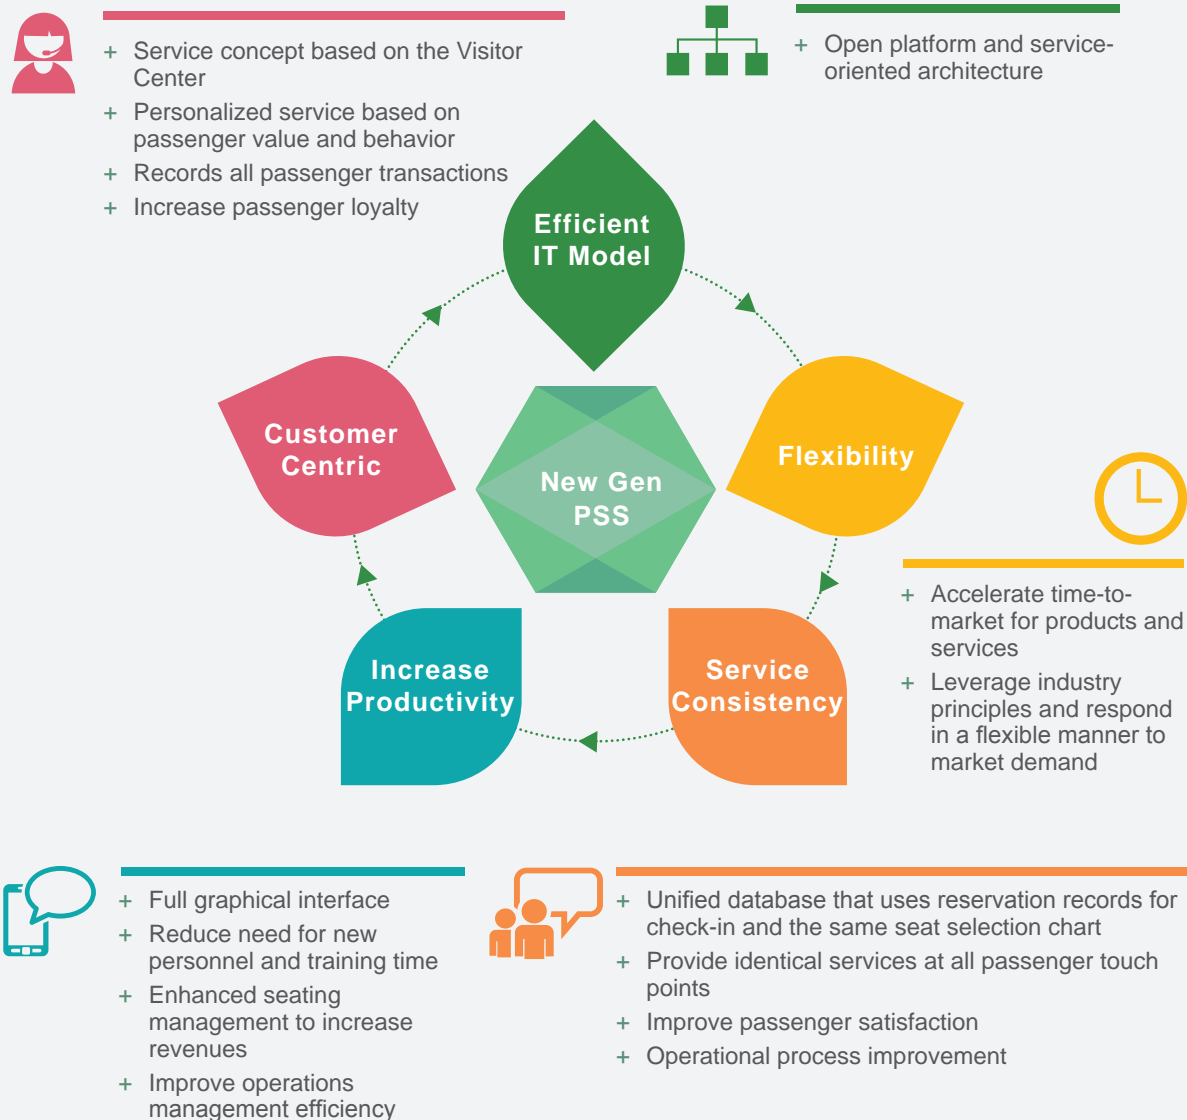 + Service concept based on the Visitor
Center
+ Personalized service based on
passenger value and behavior
+ Records all passenger transactions
+ Increase passenger loyalty
+ Open platform and service-
oriented architecture
Efficient
IT Model
Customer
Centric
Flexibility
New Gen
PSS
Increase
Productivity
Service
Consistency
+ Accelerate time-to-
market for products and
services
+ Leverage industry
principles and respond
in a flexible manner to
market demand
+ Full graphical interface
+ Reduce need for new
personnel and training time
+ Enhanced seating
management to increase
revenues
+ Improve operations
management efficiency
+ Unified database that uses reservation records for
check-in and the same seat selection chart
+ Provide identical services at all passenger touch
points
+ Improve passenger satisfaction
+ Operational process improvement